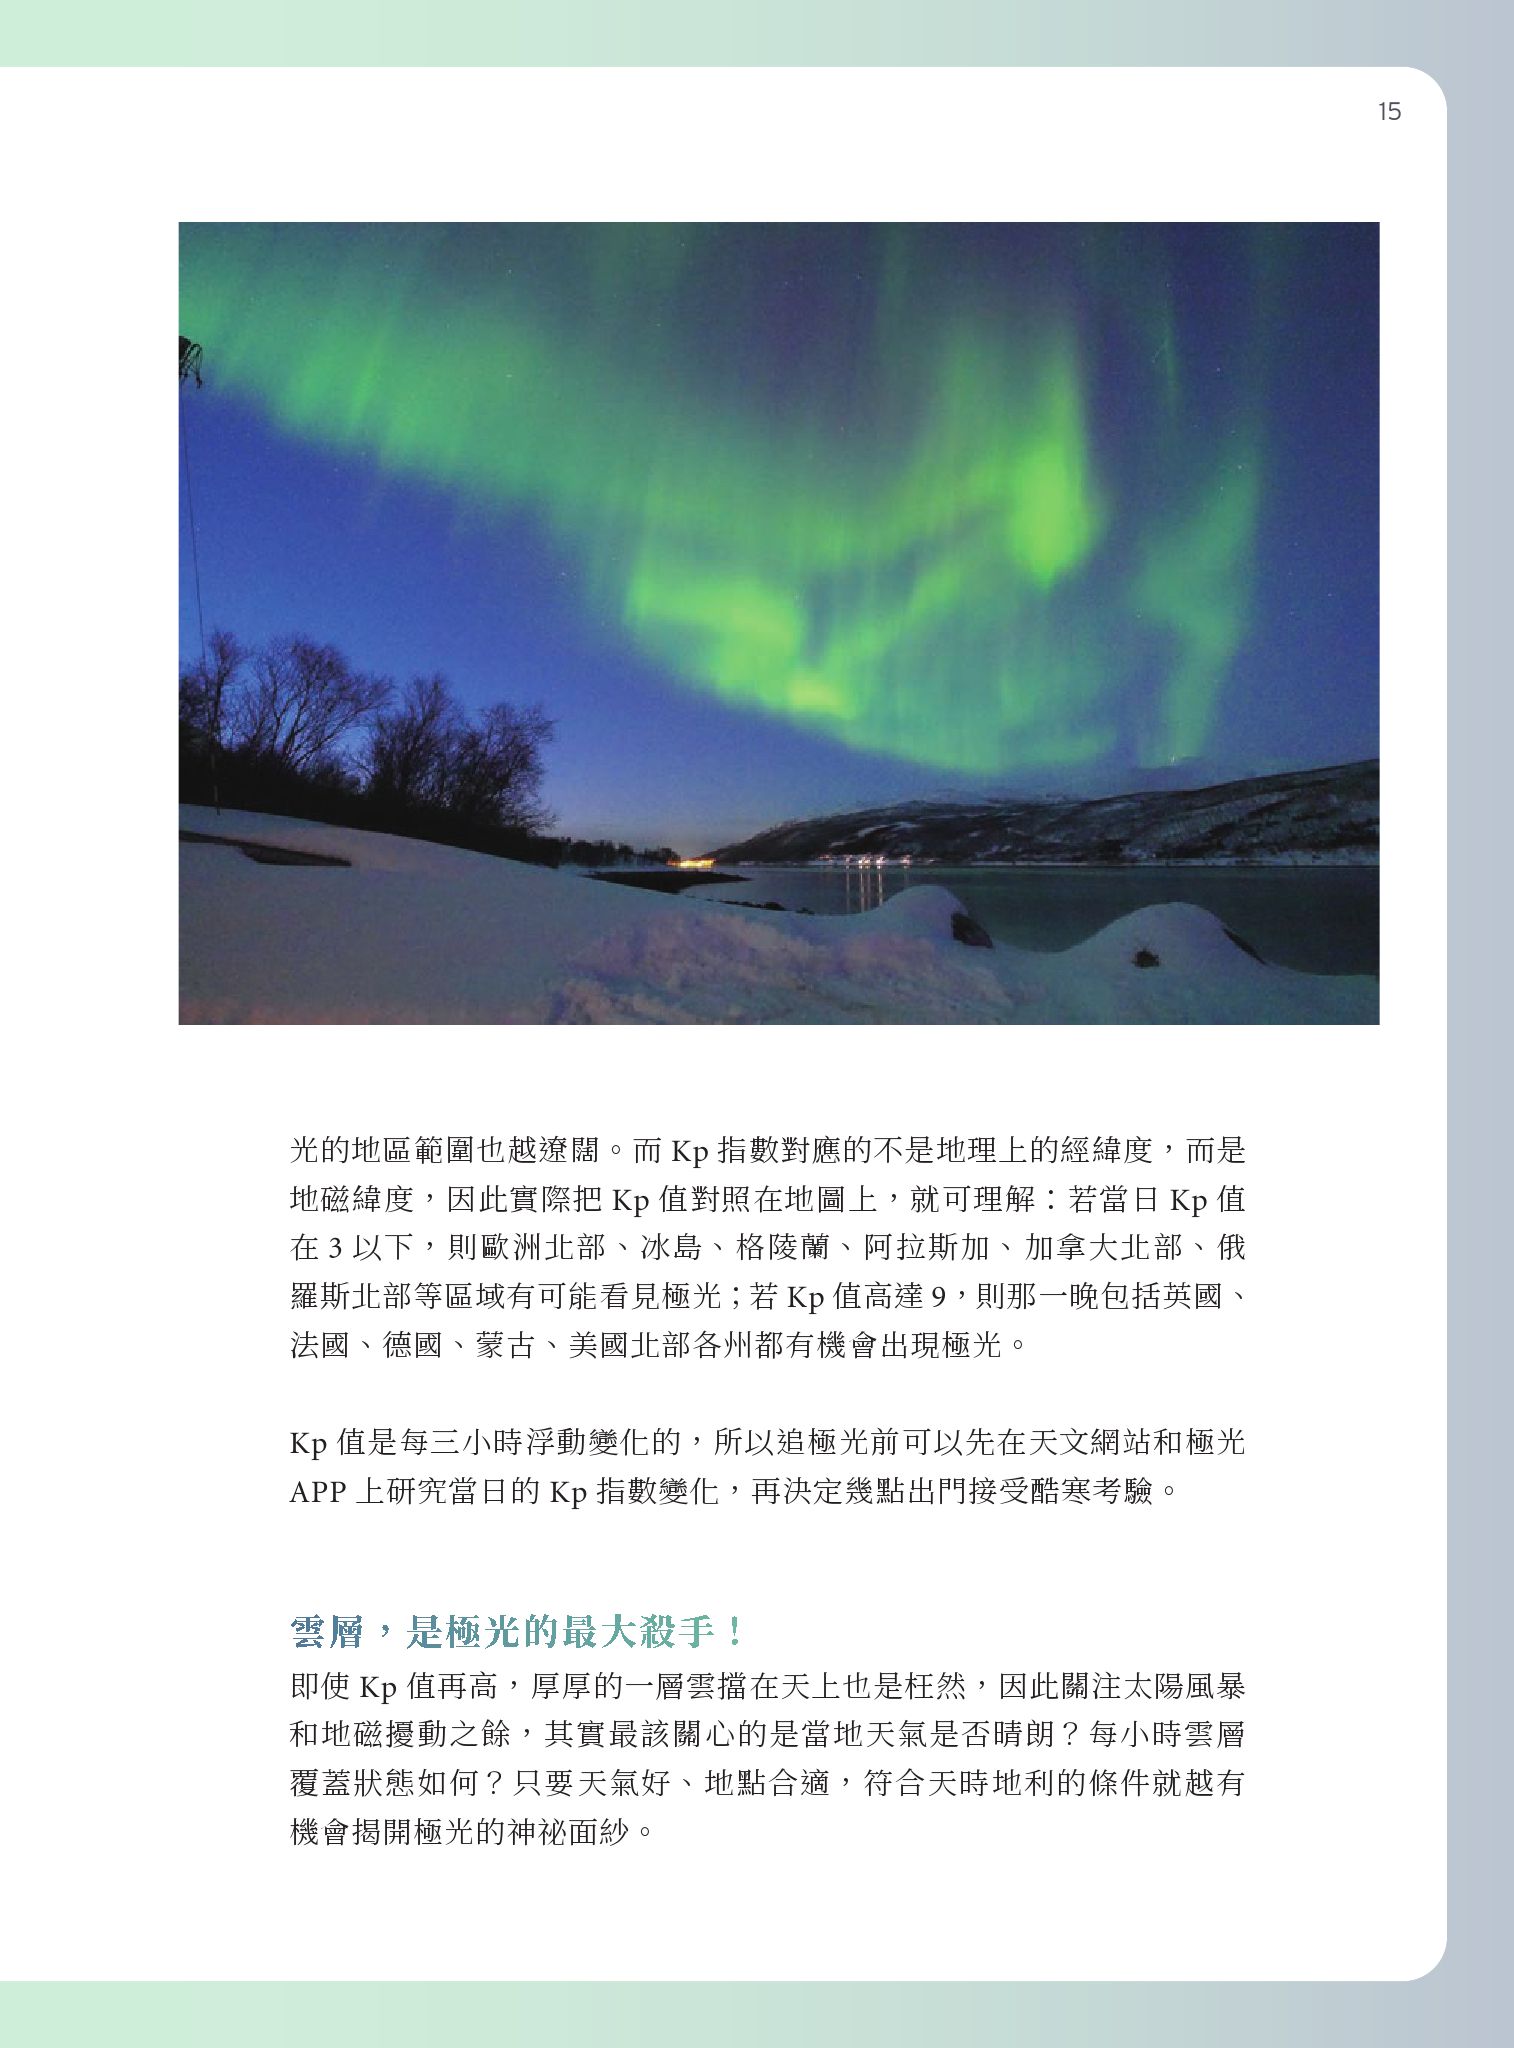 15
光的地區範圍也越遼闊。而 Kp 指數對應的不是地理上的經緯度，而是
地磁緯度，因此實際把 Kp 值對照在地圖上，就可理解：若當日 Kp 值
在 3 以下，則歐洲北部、冰島、格陵蘭、阿拉斯加、加拿大北部、俄
羅斯北部等區域有可能看見極光；若 Kp 值高達 9，則那一晚包括英國、
法國、德國、蒙古、美國北部各州都有機會出現極光。
Kp 值是每三小時浮動變化的，所以追極光前可以先在天文網站和極光
APP 上研究當日的 Kp 指數變化，再決定幾點出門接受酷寒考驗。
雲層，是極光的最大殺手！
即使 Kp 值再高，厚厚的一層雲擋在天上也是枉然，因此關注太陽風暴
和地磁擾動之餘，其實最該關心的是當地天氣是否晴朗？每小時雲層
覆蓋狀態如何？只要天氣好、地點合適，符合天時地利的條件就越有
機會揭開極光的神祕面紗。